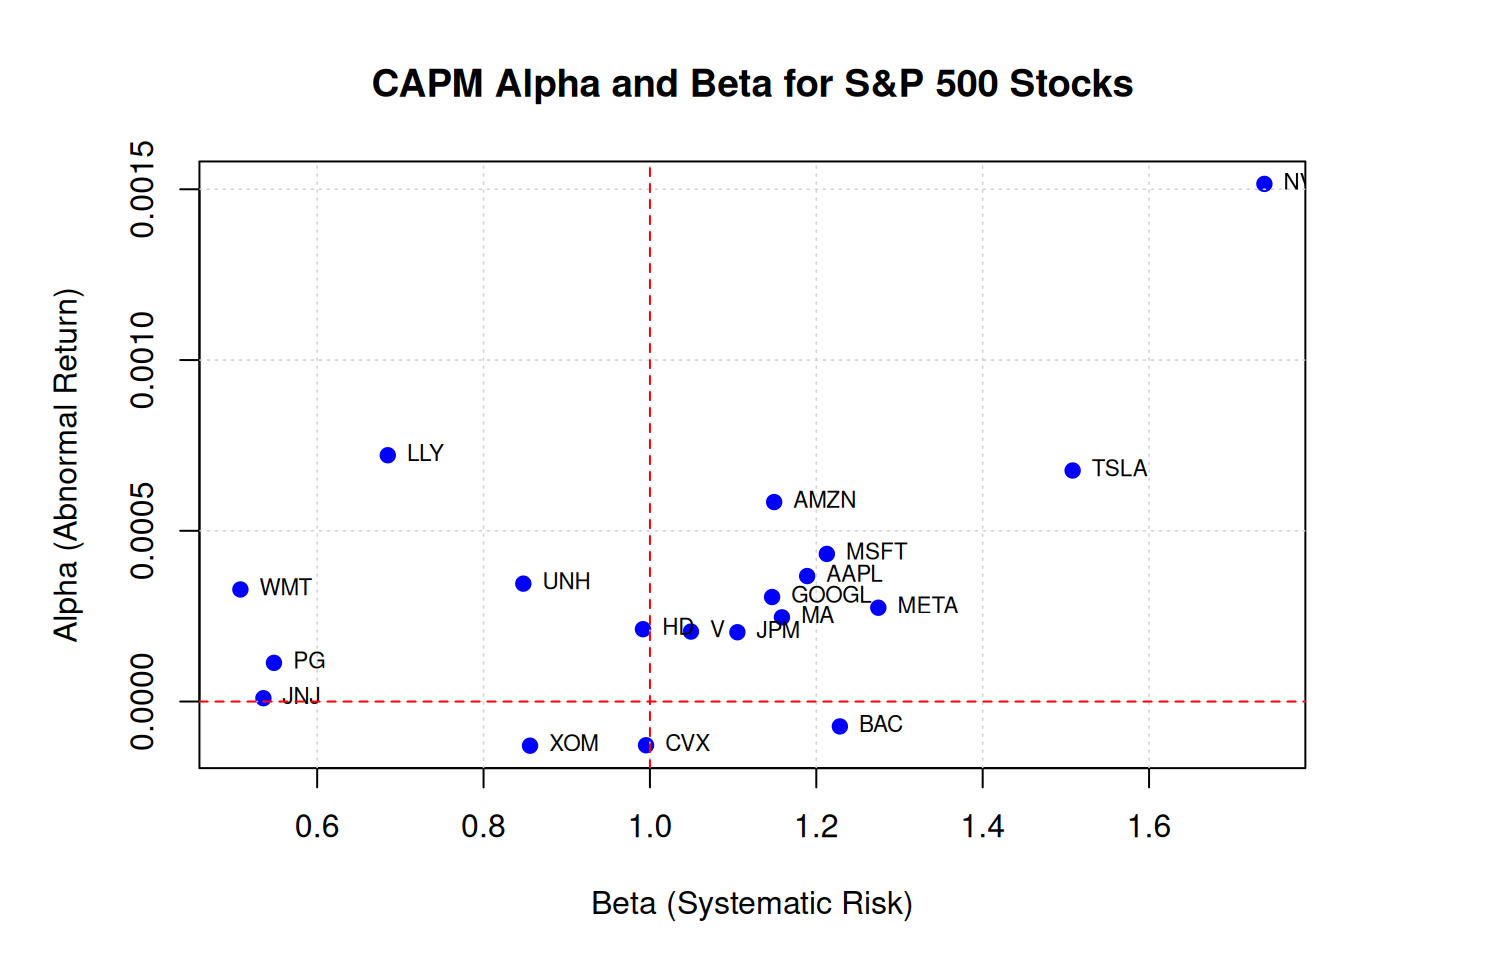 CAPM Alpha and Beta for S&P 500 Stocks
Alpha (Abnormal Return)
0.0015
0.0010
0.0005
0.0000
NV
LLY
TSLA
AMZN
MSFT
AAPL
WMT
UNH
GOOGL
META
MA
HD
V
JPM
PG
JNJ
BAC
XOM
CVX
0.6
0.8
1.0
1.2
1.4
1.6
Beta (Systematic Risk)